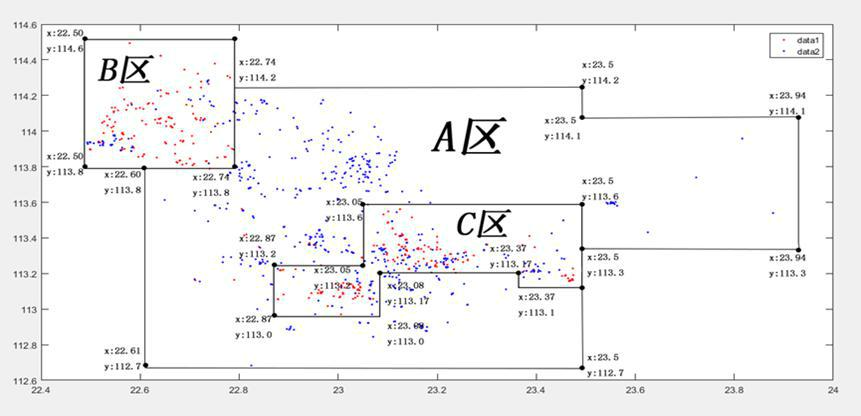 114.6
114.4
114.2
114
113.8
113.6
113.4
113.2
113
112.8
112.6
22.4
22.6
22.8
23
23.2
23.4
23.6
23.8
24
data1
data2
x:22.50
y:114.6
B区
x:22.74
y:114.2
x:23.5
y:114.2
x:23.94
y:114.1
x:23.5
y:114.1
A区
x:22.50
y:113.8
x:22.60
y:113.8
x:22.74
y:113.8
x:23.05
y:113.6
x:23.5
y:113.6
C区
x:22.87
y:113.2
x:23.05
y:113.2
x:23.37
y:113.17
x:23.5
y:113.3
x:23.94
y:113.3
x:23.08
y:113.17
x:23.37
y:113.1
x:22.87
y:113.0
x:23.08
y:113.0
x:22.61
y:112.7
x:23.5
y:112.7